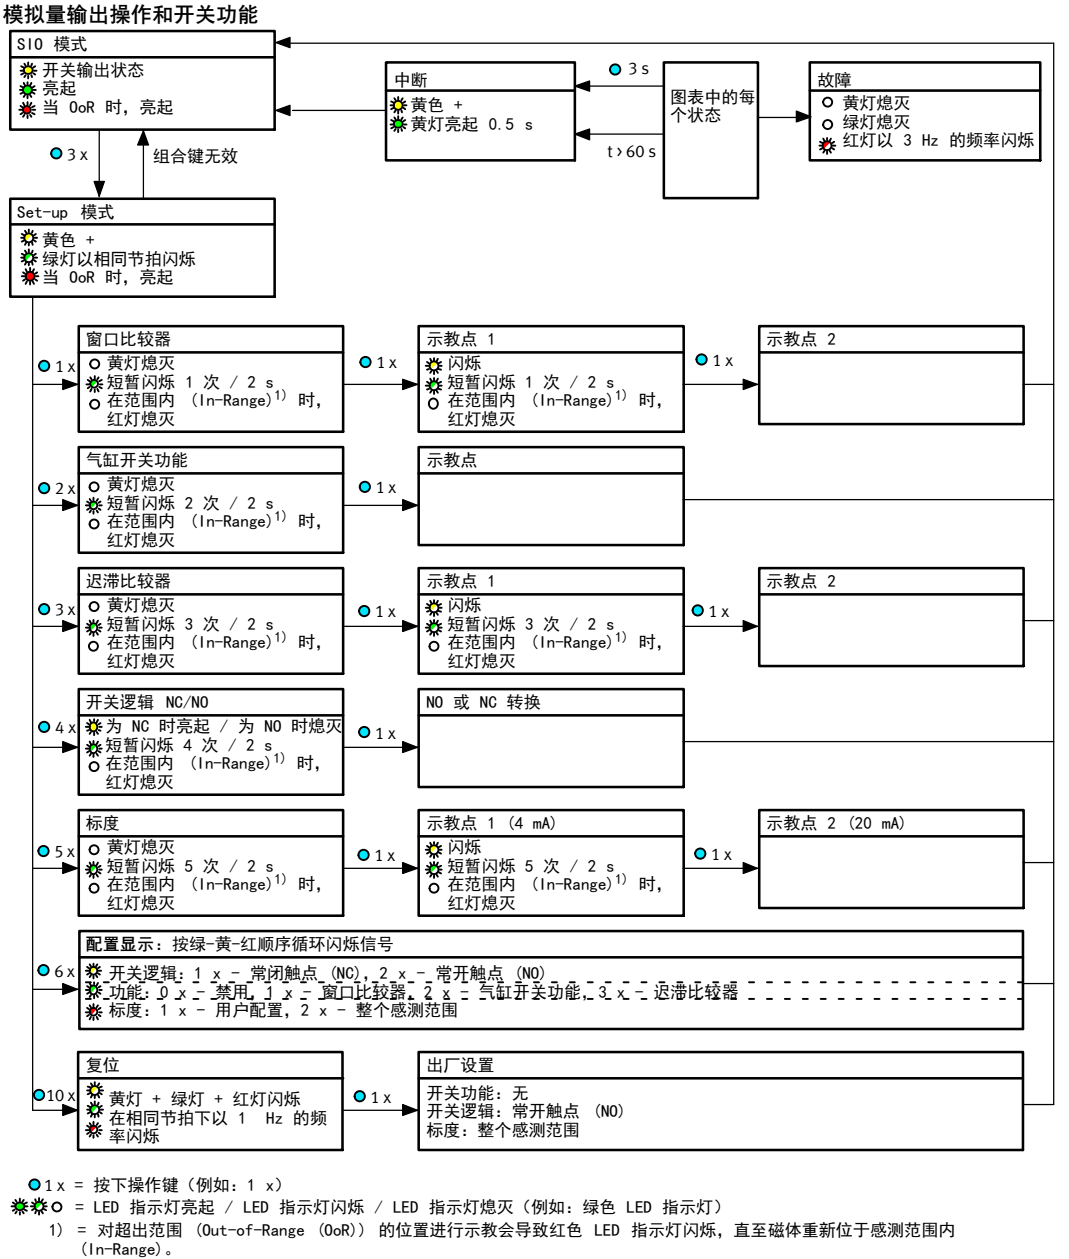 模拟量输出操作和开关功能
SIO 模式
开关输出状态
亮起
当 OoR 时，亮起
3 x
组合键无效
中断
黄色 +
黄灯亮起 0.5 s
3 s
t>60 s
图表中的每
个状态
故障
黄灯熄灭
绿灯熄灭
红灯以 3 Hz 的频率闪烁
Set-up 模式
黄色 +
绿灯以相同节拍闪烁
当 OoR 时，亮起
1 x
窗口比较器
黄灯熄灭
短暂闪烁 1 次 / 2 s
在范围内 (In-Range)1) 时，
红灯熄灭
1 x
示教点 1
闪烁
短暂闪烁 1 次 / 2 s
在范围内 (In-Range)1) 时，
红灯熄灭
1 x
示教点 2
2 x
气缸开关功能
黄灯熄灭
短暂闪烁 2 次 / 2 s
在范围内 (In-Range)1) 时，
红灯熄灭
1 x
示教点
3 x
迟滞比较器
黄灯熄灭
短暂闪烁 3 次 / 2 s
在范围内 (In-Range)1) 时，
红灯熄灭
1 x
示教点 1
闪烁
短暂闪烁 3 次 / 2 s
在范围内 (In-Range)1) 时，
红灯熄灭
1 x
示教点 2
4 x
开关逻辑 NC/NO
为 NC 时亮起 / 为 NO 时熄灭
短暂闪烁 4 次 / 2 s
在范围内 (In-Range)1) 时，
红灯熄灭
1 x
NO 或 NC 转换
5 x
标度
黄灯熄灭
短暂闪烁 5 次 / 2 s
在范围内 (In-Range)1) 时，
红灯熄灭
1 x
示教点 1 (4 mA)
闪烁
短暂闪烁 5 次 / 2 s
在范围内 (In-Range)1) 时，
红灯熄灭
1 x
示教点 2 (20 mA)
6 x
配置显示：按绿-黄-红顺序循环闪烁信号
开关逻辑：1 x - 常闭触点 (NC)，2 x - 常开触点 (NO)
功能：0 x - 禁用，1 x - 窗口比较器，2 x - 气缸开关功能，3 x - 迟滞比较器
标度：1 x - 用户配置，2 x - 整个感测范围
10 x
复位
黄灯 + 绿灯 + 红灯闪烁
在相同节拍下以 1 Hz 的频
率闪烁
1 x
出厂设置
开关功能：无
开关逻辑：常开触点 (NO)
标度：整个感测范围
1 x = 按下操作键（例如：1 x）
= LED 指示灯亮起 / LED 指示灯闪烁 / LED 指示灯熄灭（例如：绿色 LED 指示灯）
1) = 对超出范围 (Out-of-Range (OoR)) 的位置进行示教会导致红色 LED 指示灯闪烁，直至磁体重新位于感测范围内
(In-Range)。